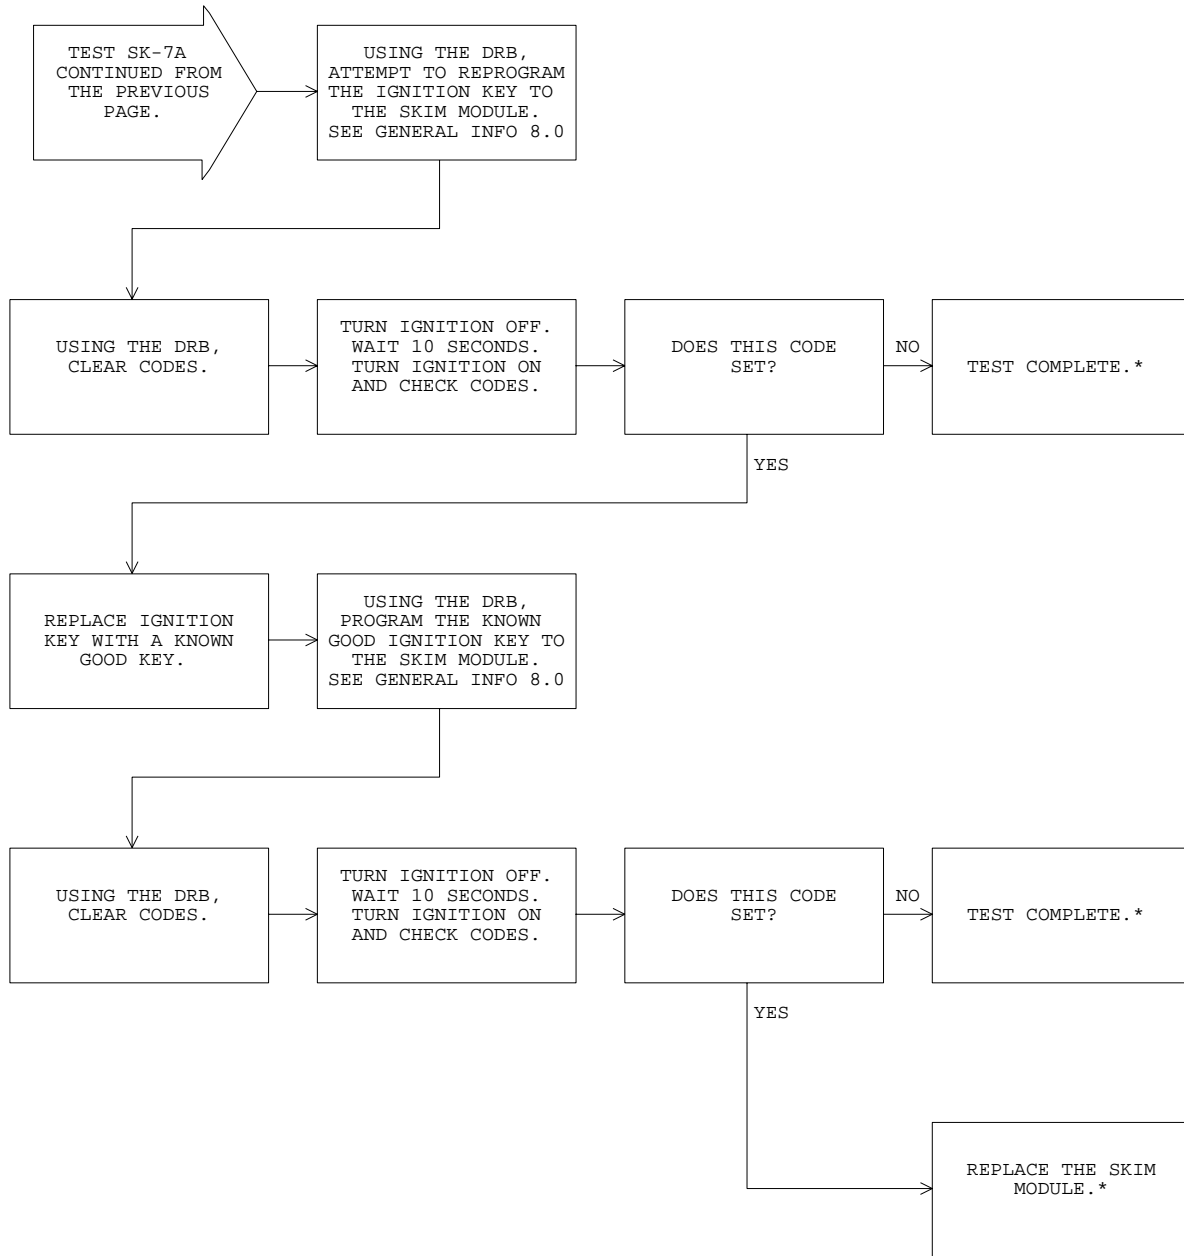 TEST SK-7A
CONTINUED FROM
THE PREVIOUS
PAGE.
USING THE DRB,
ATTEMPT TO REPROGRAM
THE IGNITION KEY TO
THE SKIM MODULE.
SEE GENERAL INFO 8.0
USING THE DRB,
CLEAR CODES.
TURN IGNITION OFF.
WAIT 10 SECONDS.
TURN IGNITION ON
AND CHECK CODES.
DOES THIS CODE
SET?
NO
TEST COMPLETE.*
YES
REPLACE IGNITION
KEY WITH A KNOWN
GOOD KEY.
USING THE DRB,
PROGRAM THE KNOWN
GOOD IGNITION KEY TO
THE SKIM MODULE.
SEE GENERAL INFO 8.0
USING THE DRB,
CLEAR CODES.
TURN IGNITION OFF.
WAIT 10 SECONDS.
TURN IGNITION ON
AND CHECK CODES.
DOES THIS CODE
SET?
NO
TEST COMPLETE.*
YES
REPLACE THE SKIM
MODULE.*